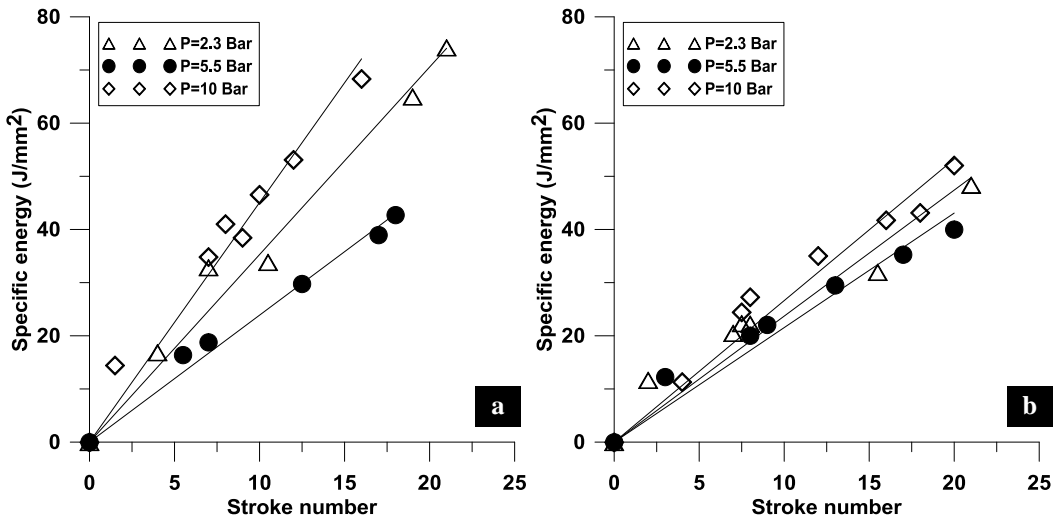 80
60
40
20
0
Specific energy (J/mm²)
P=2.3 Bar
P=5.5 Bar
P=10 Bar
a
0 5 10 15 20 25
Stroke number
80
60
40
20
0
Specific energy (J/mm²)
P=2.3 Bar
P=5.5 Bar
P=10 Bar
b
0 5 10 15 20 25
Stroke number